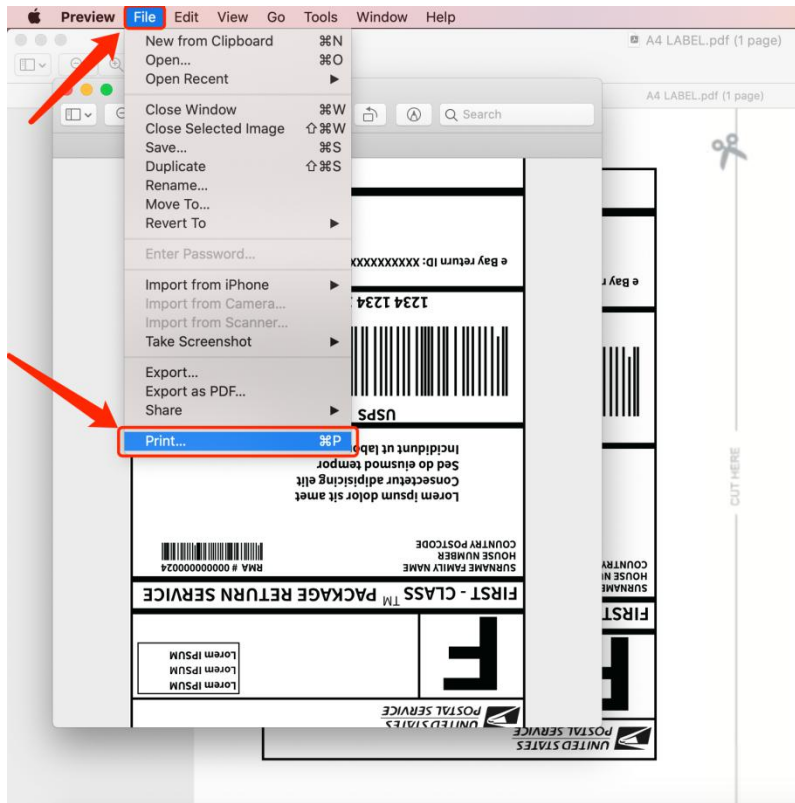 Preview File Edit View Go Tools Window Help
A4 LABEL.pdf (1 page)
A4 LABEL.pdf (1 page)
New from Clipboard ⌘N
Open... ⌘O
Open Recent ▶
Close Window ⌘W
Close Selected Image ⇧⌘W
Save... ⌘S
Duplicate ⇧⌘S
Rename...
Move To...
Revert To ▶
Enter Password...
Import from iPhone ▶
Import from Camera...
Import from Scanner...
Take Screenshot ▶
Export...
Export as PDF...
Share ▶
Print... ⌘P
Search
e Bay return ID: XXXXXXXXXX
1234 1234
USPS
Incididunt ut
Sed do eiusmod tempor
Consectetur adipisicing elit
Lorem ipsum dolor sit amet
COUNTRY POSTCODE
HOUSE NUMBER
SURNAME FAMILY NAME
RMA # 00000000000024
FIRST - CLASS TM PACKAGE RETURN SERVICE
F
Lorem IPSUM
Lorem IPSUM
Lorem IPSUM
UNITED STATES
POSTAL SERVICE
e Bay
COUNTRY
HOUSE
SURNAME
FIRST
F
UNITED STATES
POSTAL SERVICE
CUT HERE